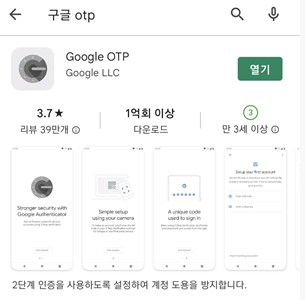 구글 otp
Google OTP
Google LLC
열기
3.7★
리뷰 39만개
1억회 이상
다운로드
3
만 3세 이상
Stronger security with
Google Authenticator
Simple setup
using your camera
A unique code
used to sign in
Setup your first account
2단계 인증을 사용하도록 설정하여 계정 도용을 방지합니다.